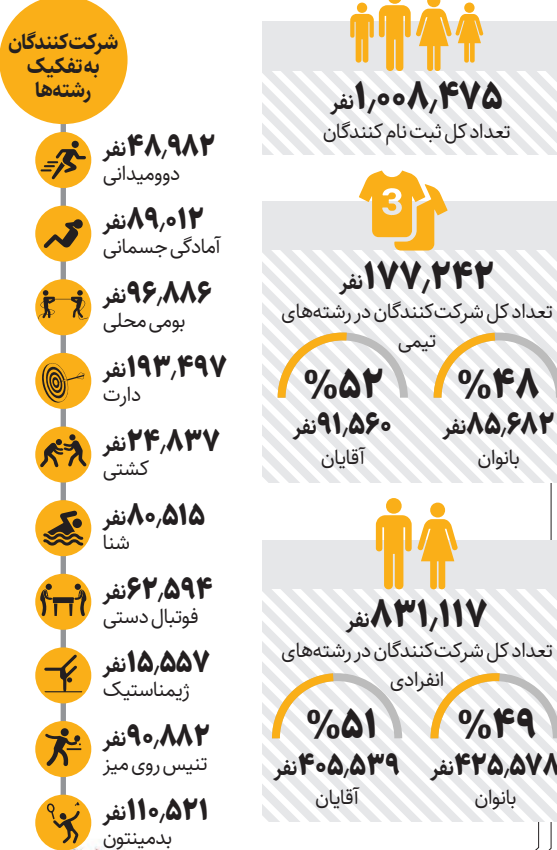 شرکت‌کنندگان
به تفکیک
رشته‌ها
۴۸٫۹۸۲نفر
دوومیدانی
۸۹٫۰۱۲نفر
آمادگی جسمانی
۹۶٫۸۸۶نفر
بومی محلی
۱۹۳٫۴۹۷نفر
دارت
۲۴٫۸۳۷نفر
کشتی
۸۰٫۵۱۵نفر
شنا
۶۲٫۵۹۴نفر
فوتبال دستی
۱۵٫۵۵۷نفر
ژیمناستیک
۹۰٫۸۸۲نفر
تنیس روی میز
۱۱۰٫۵۲۱نفر
بدمینتون
۱٫۰۰۸٫۴۷۵نفر
تعداد کل ثبت نام کنندگان
3
۱۷۷٫۲۴۲نفر
تعداد کل شرکت‌کنندگان در رشته‌های
تیمی
%۴۸
۸۵٫۶۸۲نفر
بانوان
%۵۲
۹۱٫۵۶۰نفر
آقایان
۸۳۱٫۱۱۷نفر
تعداد کل شرکت‌کنندگان در رشته‌های
انفرادی
%۴۹
۴۲۵٫۵۷۸نفر
بانوان
%۵۱
۴۰۵٫۵۳۹نفر
آقایان